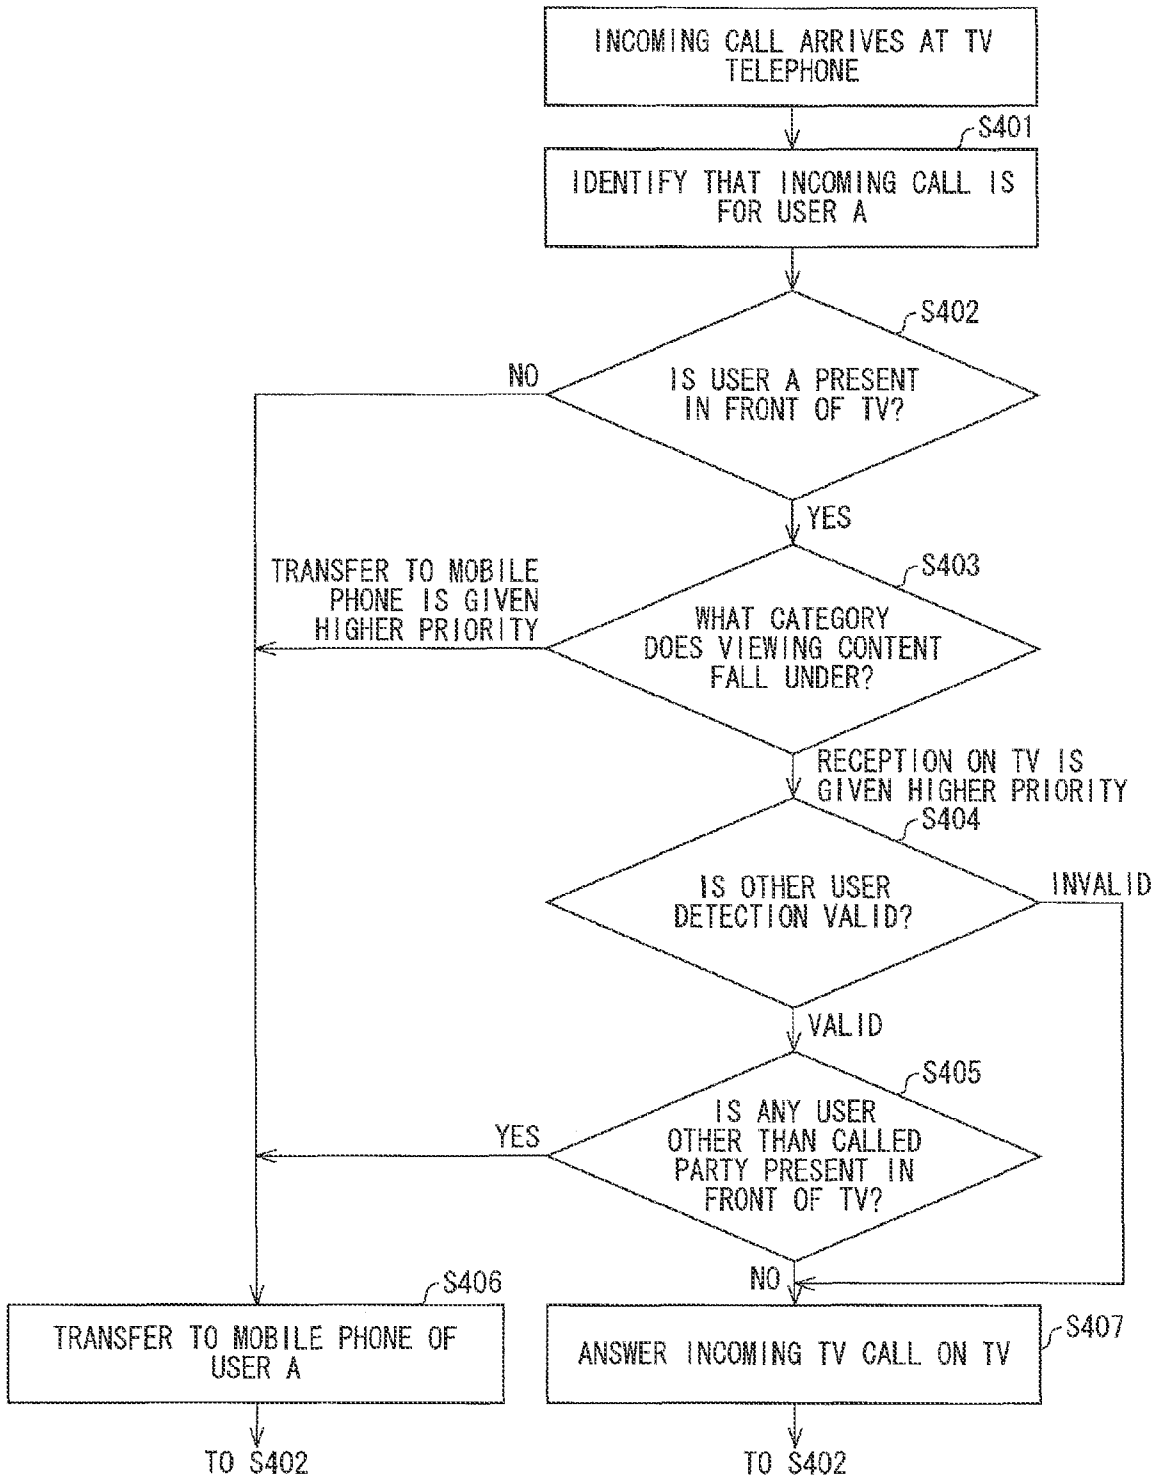 INCOMING CALL ARRIVES AT TV
TELEPHONE
S401
IDENTIFY THAT INCOMING CALL IS
FOR USER A
S402
NO
IS USER A PRESENT
IN FRONT OF TV?
YES
S403
TRANSFER TO MOBILE
PHONE IS GIVEN
HIGHER PRIORITY
WHAT CATEGORY
DOES VIEWING CONTENT
FALL UNDER?
RECEPTION ON TV IS
GIVEN HIGHER PRIORITY
S404
IS OTHER USER
DETECTION VALID?
INVALID
VALID
S405
YES
IS ANY USER
OTHER THAN CALLED
PARTY PRESENT IN
FRONT OF TV?
NO
S406
TRANSFER TO MOBILE PHONE OF
USER A
S407
ANSWER INCOMING TV CALL ON TV
TO S402
TO S402